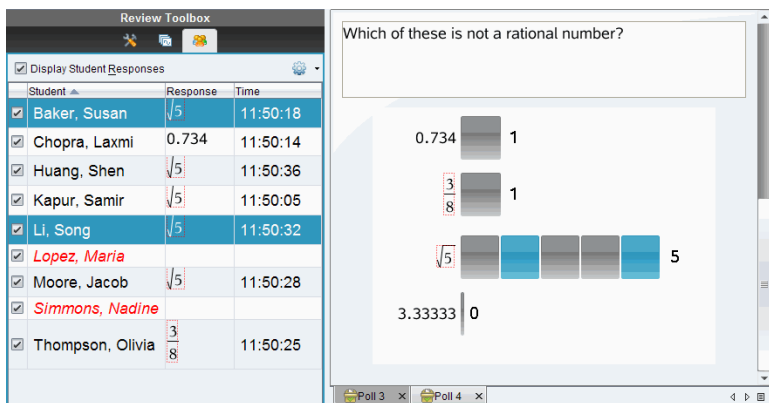 Review Toolbox
Display Student Responses
Student Response Time
Baker, Susan √5 11:50:18
Chopra, Laxmi 0.734 11:50:14
Huang, Shen √5 11:50:36
Kapur, Samir √5 11:50:05
Li, Song √5 11:50:32
Lopez, Maria
Moore, Jacob √5 11:50:28
Simmons, Nadine
Thompson, Olivia 3/8 11:50:25
Which of these is not a rational number?
0.734 1
3/8 1
√5 5
3.33333 0
Poll 3 × Poll 4 ×